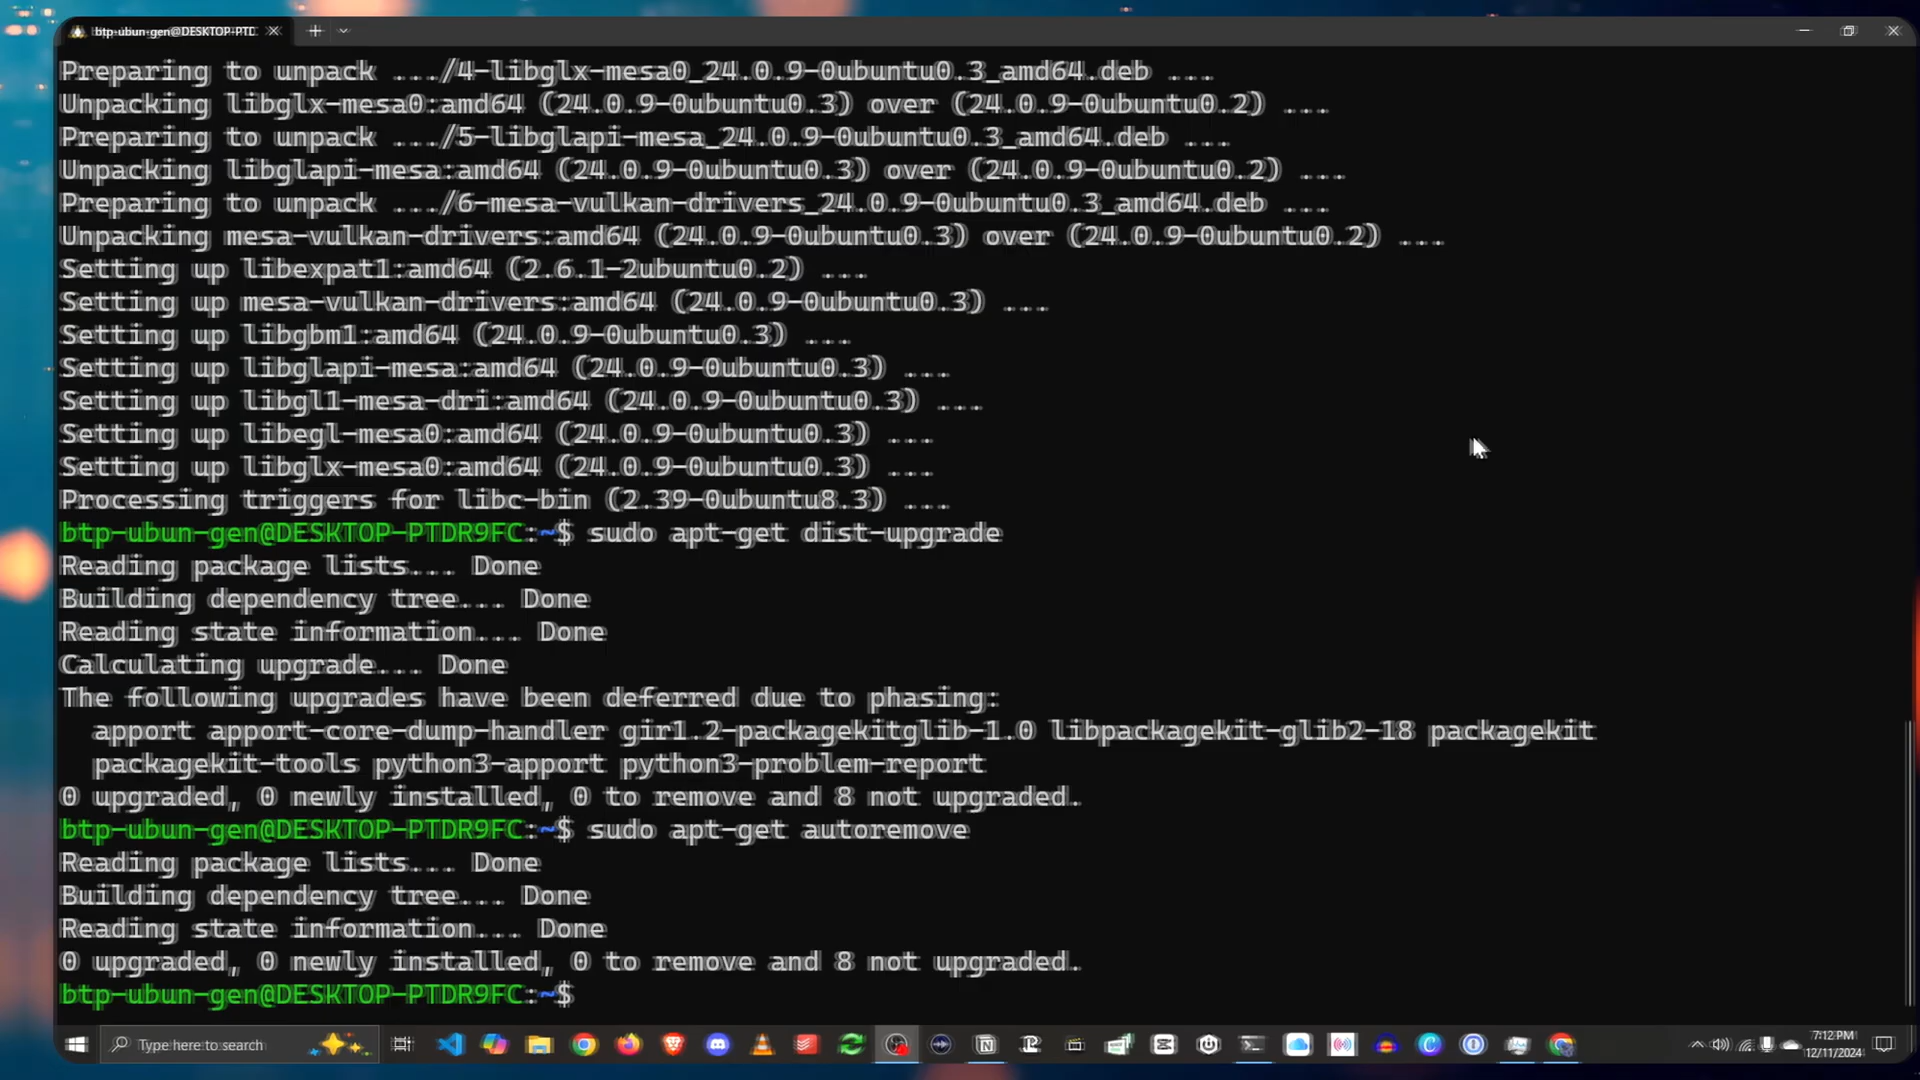 btp-ubun-gen@DESKTOP-PTD
Preparing to unpack .../4-libglx-mesa0_24.0.9-0ubuntu0.3_amd64.deb ...
Unpacking libglx-mesa0:amd64 (24.0.9-0ubuntu0.3) over (24.0.9-0ubuntu0.2) ...
Preparing to unpack .../5-libglapi-mesa_24.0.9-0ubuntu0.3_amd64.deb ...
Unpacking libglapi-mesa:amd64 (24.0.9-0ubuntu0.3) over (24.0.9-0ubuntu0.2) ...
Preparing to unpack .../6-mesa-vulkan-drivers_24.0.9-0ubuntu0.3_amd64.deb ...
Unpacking mesa-vulkan-drivers:amd64 (24.0.9-0ubuntu0.3) over (24.0.9-0ubuntu0.2) ...
Setting up libexpat1:amd64 (2.6.1-2ubuntu0.2) ...
Setting up mesa-vulkan-drivers:amd64 (24.0.9-0ubuntu0.3) ...
Setting up libgbm1:amd64 (24.0.9-0ubuntu0.3) ...
Setting up libglapi-mesa:amd64 (24.0.9-0ubuntu0.3) ...
Setting up libgl1-mesa-dri:amd64 (24.0.9-0ubuntu0.3) ...
Setting up libegl-mesa0:amd64 (24.0.9-0ubuntu0.3) ...
Setting up libglx-mesa0:amd64 (24.0.9-0ubuntu0.3) ...
Processing triggers for libc-bin (2.39-0ubuntu8.3) ...
btp-ubun-gen@DESKTOP-PTDR9FC:~$ sudo apt-get dist-upgrade
Reading package lists... Done
Building dependency tree... Done
Reading state information... Done
Calculating upgrade... Done
The following upgrades have been deferred due to phasing:
  apport apport-core-dump-handler gir1.2-packagekitglib-1.0 libpackagekit-glib2-18 packagekit
  packagekit-tools python3-apport python3-problem-report
0 upgraded, 0 newly installed, 0 to remove and 8 not upgraded.
btp-ubun-gen@DESKTOP-PTDR9FC:~$ sudo apt-get autoremove
Reading package lists... Done
Building dependency tree... Done
Reading state information... Done
0 upgraded, 0 newly installed, 0 to remove and 8 not upgraded.
btp-ubun-gen@DESKTOP-PTDR9FC:~$
Type here to search
7:12 PM
12/11/2024